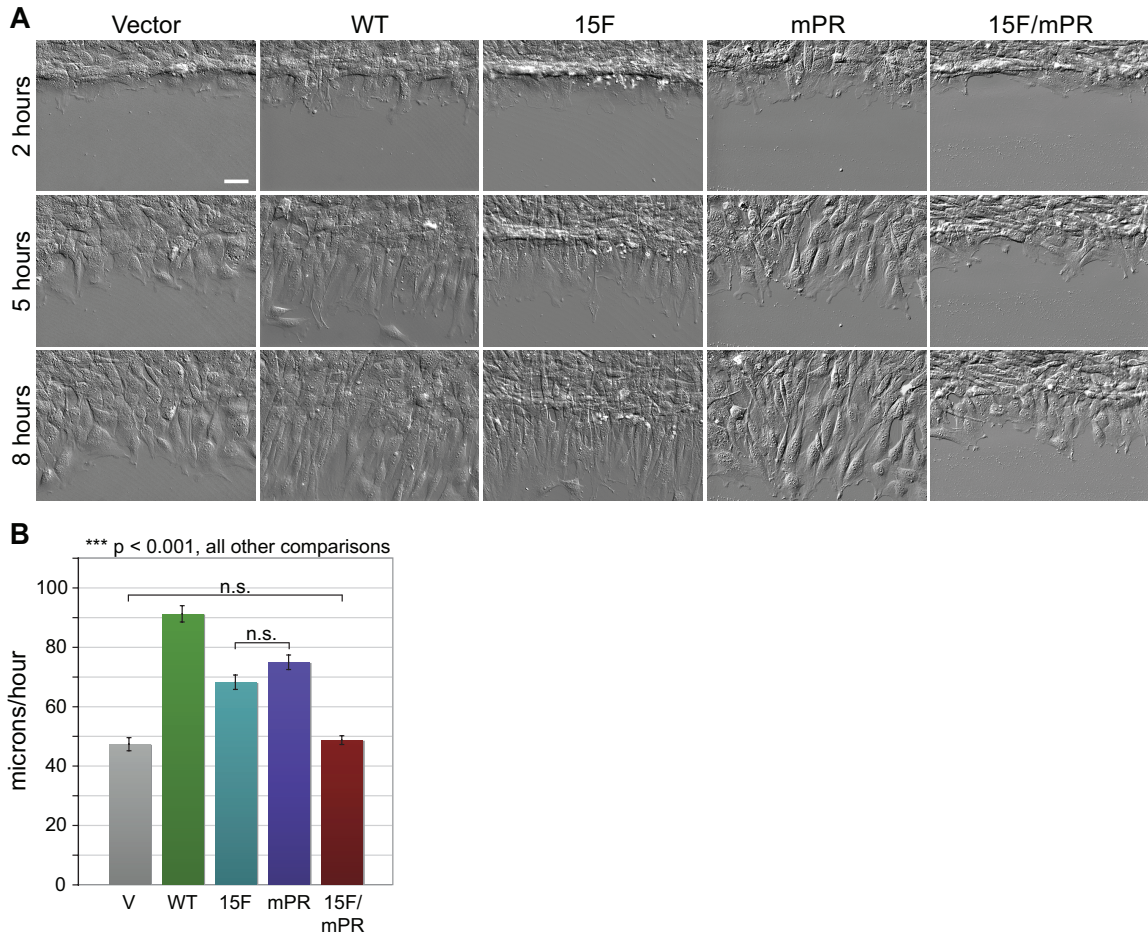 A
Vector WT 15F mPR 15F/mPR
2 hours
5 hours
8 hours
B
*** p < 0.001, all other comparisons
n.s.
n.s.
microns/hour
100
80
60
40
20
0
V WT 15F mPR 15F/
mPR